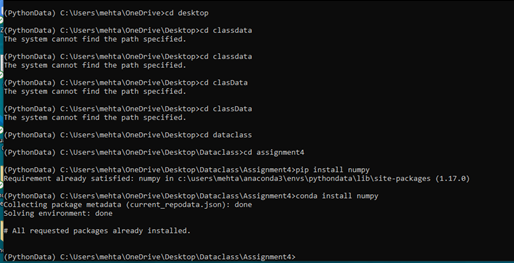 (PythonData) C:\Users\mehta\OneDrive>cd desktop
(PythonData) C:\Users\mehta\OneDrive\Desktop>cd classdata
The system cannot find the path specified.
(PythonData) C:\Users\mehta\OneDrive\Desktop>cd classdata
The system cannot find the path specified.
(PythonData) C:\Users\mehta\OneDrive\Desktop>cd clasData
The system cannot find the path specified.
(PythonData) C:\Users\mehta\OneDrive\Desktop>cd classData
The system cannot find the path specified.
(PythonData) C:\Users\mehta\OneDrive\Desktop>cd dataclass
(PythonData) C:\Users\mehta\OneDrive\Desktop\Dataclass>cd assignment4
(PythonData) C:\Users\mehta\OneDrive\Desktop\Dataclass\Assignment4>pip install numpy
Requirement already satisfied: numpy in c:\users\mehta\anaconda3\envs\pythondata\lib\site-packages (1.17.0)
(PythonData) C:\Users\mehta\OneDrive\Desktop\Dataclass\Assignment4>conda install numpy
Collecting package metadata (current_repodata.json): done
Solving environment: done
# All requested packages already installed.
(PythonData) C:\Users\mehta\OneDrive\Desktop\Dataclass\Assignment4>